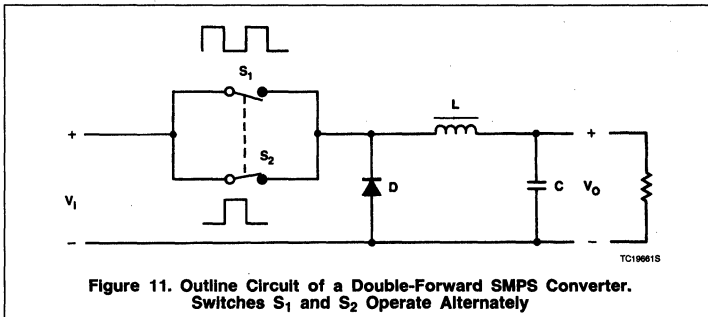 S1
L
+
+
S2
D
C
VI
VO
−
−
TC19661S
Figure 11. Outline Circuit of a Double-Forward SMPS Converter.
Switches S1 and S2 Operate Alternately